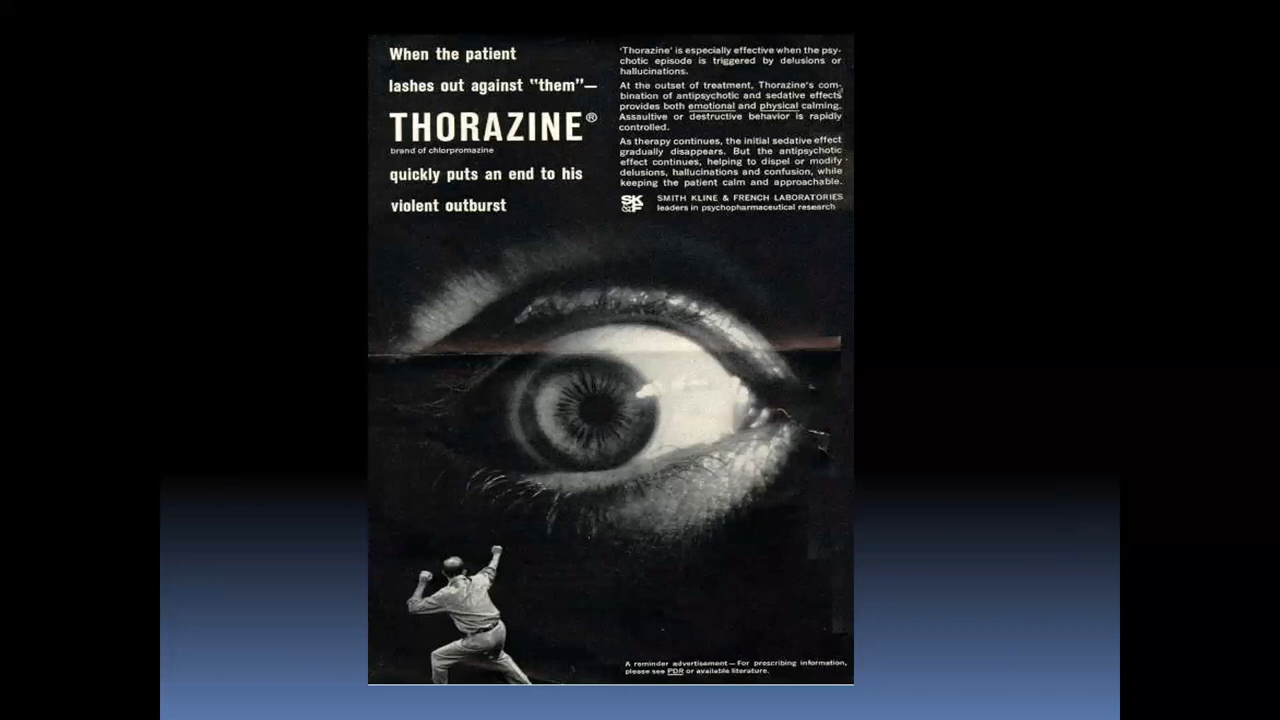 When the patient
lashes out against "them"—
THORAZINE®
brand of chlorpromazine
quickly puts an end to his
violent outburst
'Thorazine' is especially effective when the psy-
chotic episode is triggered by delusions or
hallucinations.
At the outset of treatment, Thorazine's com-
bination of antipsychotic and sedative effects
provides both emotional and physical calming.
Assaultive or destructive behavior is rapidly
controlled.
As therapy continues, the initial sedative effect
gradually disappears. But the antipsychotic
effect continues, helping to dispel or modify
delusions, hallucinations and confusion, while
keeping the patient calm and approachable.
SK&F
SMITH KLINE & FRENCH LABORATORIES
leaders in psychopharmaceutical research
A reminder advertisement—For prescribing information,
please see PDR or available literature.